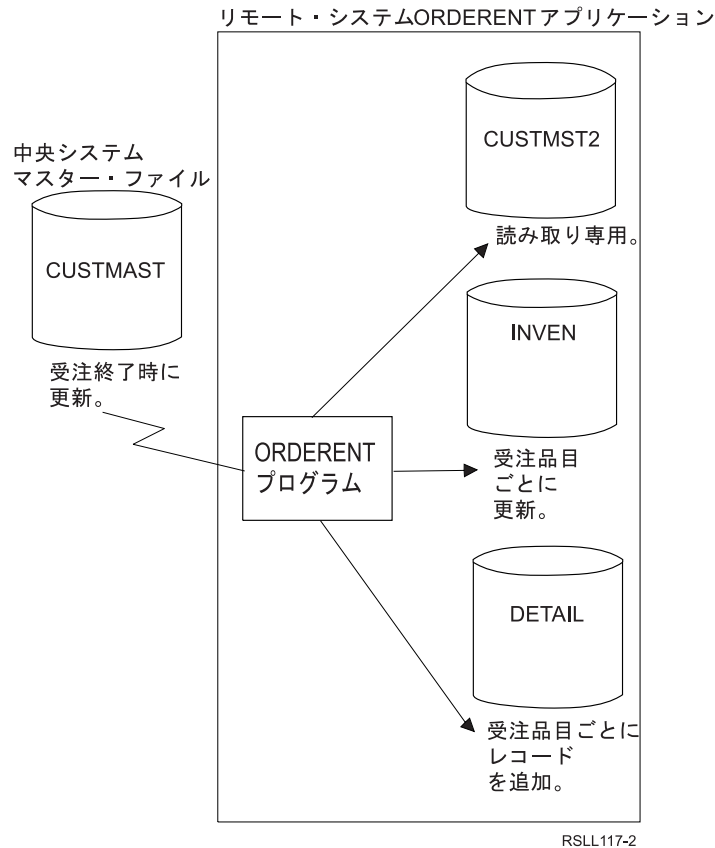 リモート・システムORDERENTアプリケーション
CUSTMST2
読み取り専用。
中央システム
マスター・ファイル
CUSTMAST
受注終了時に
更新。
INVEN
受注品目
ごとに
更新。
ORDERENT
プログラム
DETAIL
受注品目ごとに
レコード
を追加。
RSLL117-2